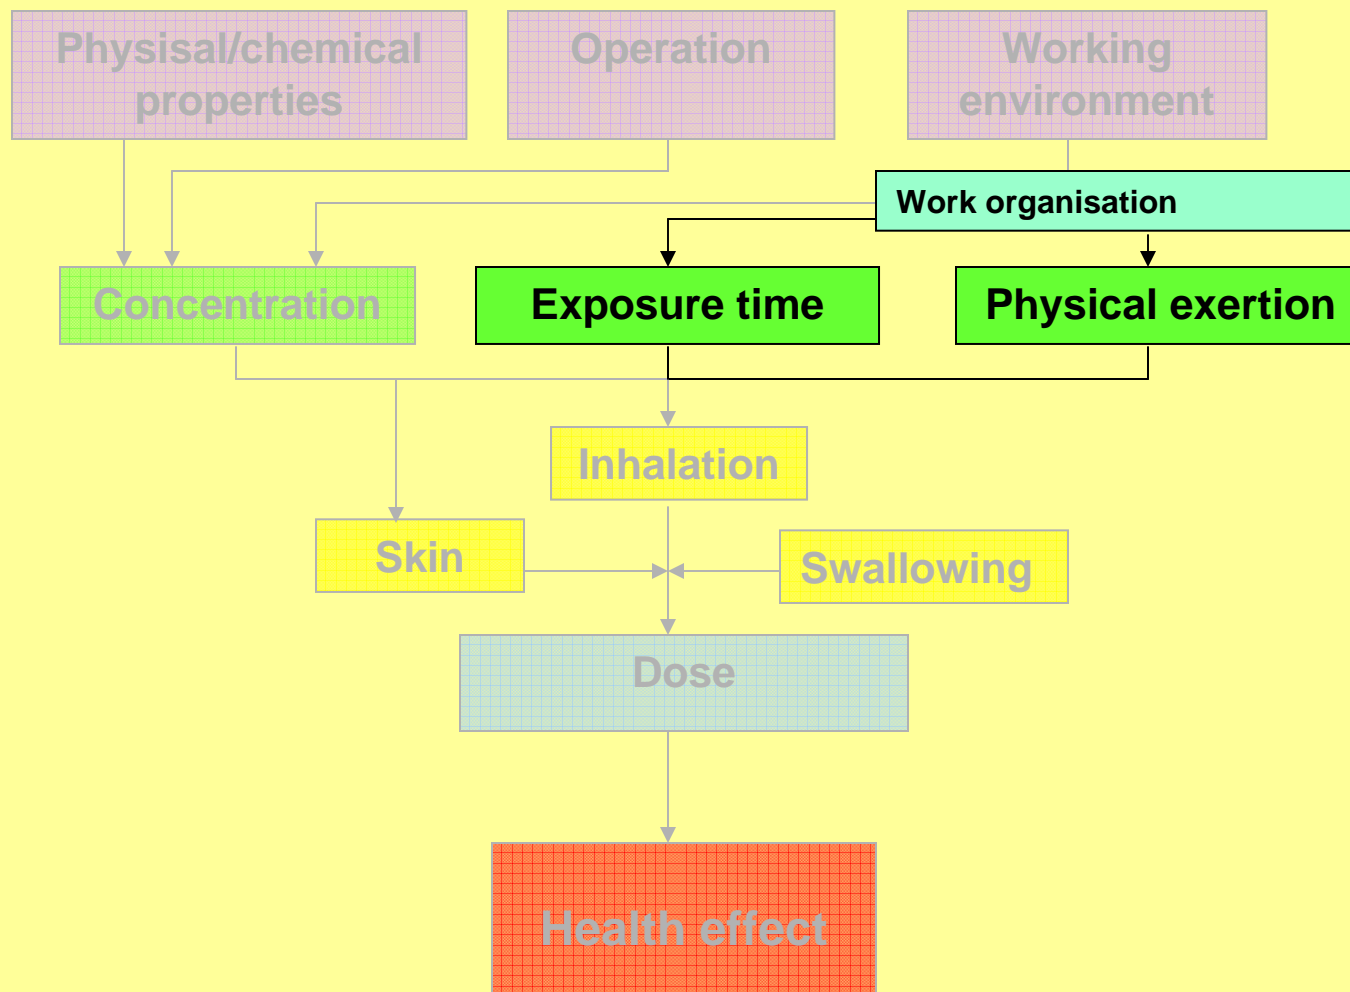 Physisal/chemical
properties
Operation
Working
environment
Work organisation
Concentration
Exposure time
Physical exertion
Inhalation
Skin
Swallowing
Dose
Health effect